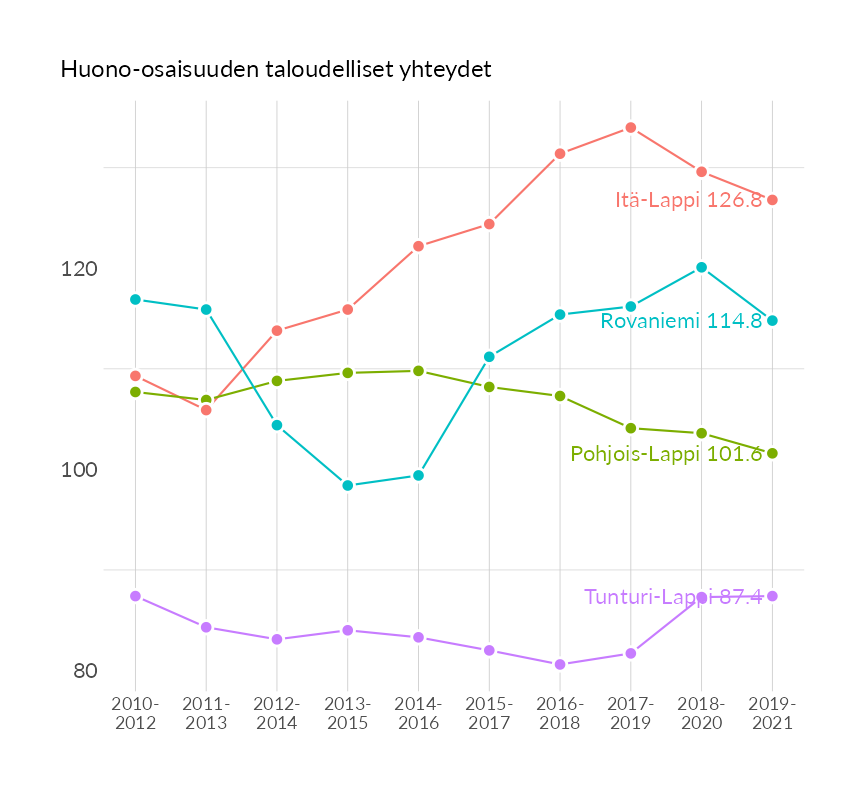 Huono-osaisuuden taloudelliset yhteydet
Itä-Lappi 126.8
120
Rovaniemi 114.8
Pohjois-Lappi 101.6
100
Tunturi-Lappi 87.4
80
2010- 2011- 2012- 2013- 2014- 2015- 2016- 2017- 2018- 2019-
2012 2013 2014 2015 2016 2017 2018 2019 2020 2021